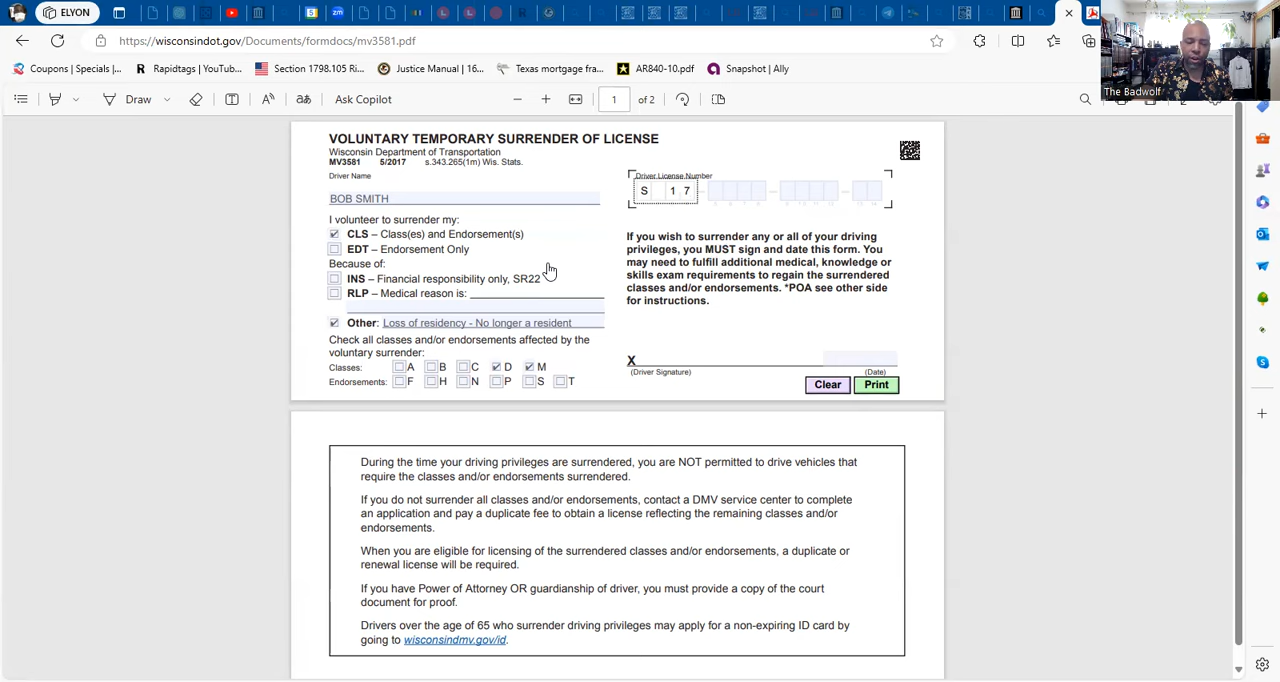 ELYON
https://wisconsindot.gov/Documents/formdocs/mv3581.pdf
Coupons | Specials |...
Rapidtags | YouTub...
Section 1798.105 Ri...
Justice Manual | 16...
Texas mortgage fra...
AR840-10.pdf
Snapshot | Ally
The Badwolf
Draw
Ask Copilot
1 of 2
VOLUNTARY TEMPORARY SURRENDER OF LICENSE
Wisconsin Department of Transportation
MV3581 5/2017 s.343.265(1m) Wis. Stats.
Driver Name
BOB SMITH
I volunteer to surrender my:
CLS – Class(es) and Endorsement(s)
EDT – Endorsement Only
Because of:
INS – Financial responsibility only, SR22
RLP – Medical reason is:
Other: Loss of residency - No longer a resident
Check all classes and/or endorsements affected by the
voluntary surrender:
Classes: A B C D M
Endorsements: F H N P S T
Driver License Number
S 1 7
If you wish to surrender any or all of your driving
privileges, you MUST sign and date this form. You
may need to fulfill additional medical, knowledge or
skills exam requirements to regain the surrendered
classes and/or endorsements. *POA see other side
for instructions.
X
(Driver Signature) (Date)
Clear Print
During the time your driving privileges are surrendered, you are NOT permitted to drive vehicles that
require the classes and/or endorsements surrendered.
If you do not surrender all classes and/or endorsements, contact a DMV service center to complete
an application and pay a duplicate fee to obtain a license reflecting the remaining classes and/or
endorsements.
When you are eligible for licensing of the surrendered classes and/or endorsements, a duplicate or
renewal license will be required.
If you have Power of Attorney OR guardianship of driver, you must provide a copy of the court
document for proof.
Drivers over the age of 65 who surrender driving privileges may apply for a non-expiring ID card by
going to wisconsindmv.gov/id.